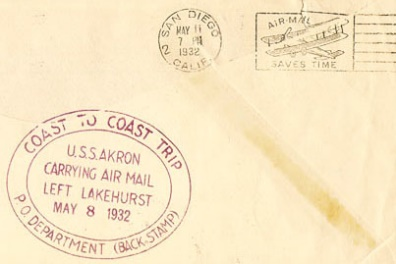 SAN DIEGO
MAY 11
7 PM
1932
2
CALIF.
AIR-MAIL
SAVES TIME
COAST TO COAST TRIP
U.S.S. AKRON
CARRYING AIR MAIL
LEFT LAKEHURST
MAY 8 1932
P.O. DEPARTMENT (BACK-STAMP)